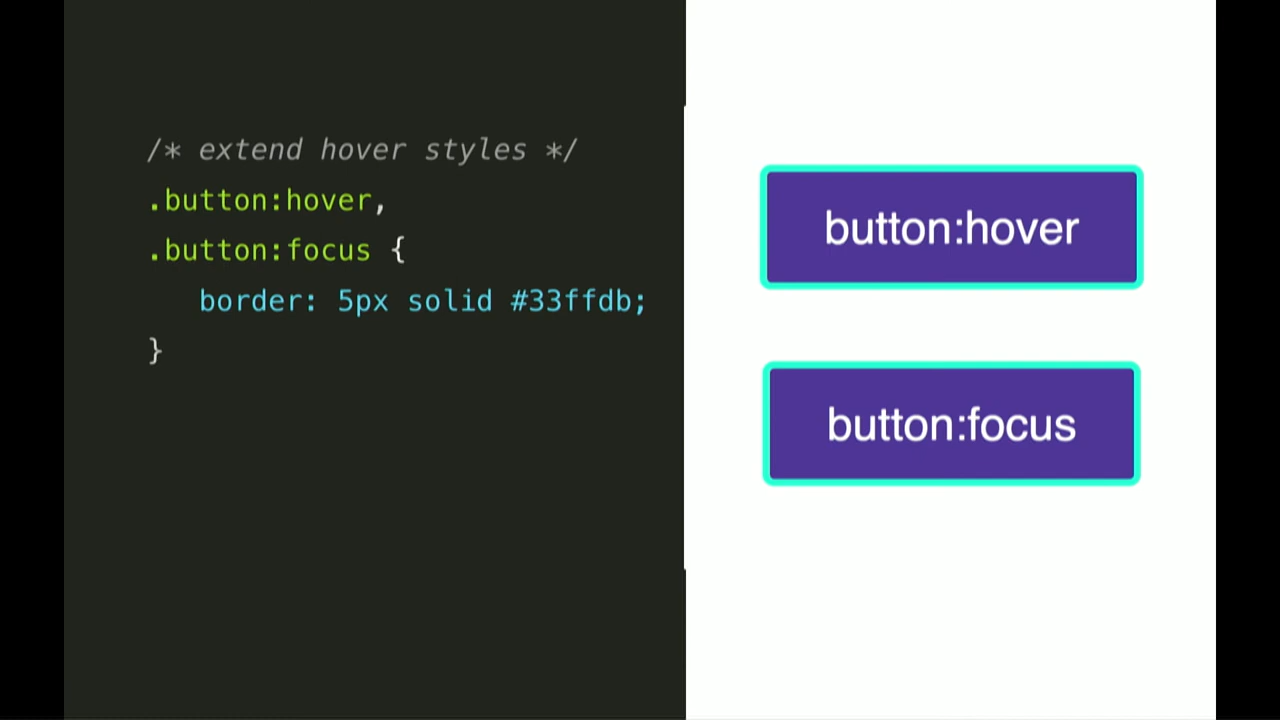 /* extend hover styles */
.button:hover,
.button:focus {
border: 5px solid #33ffdb;
}
button:hover
button:focus